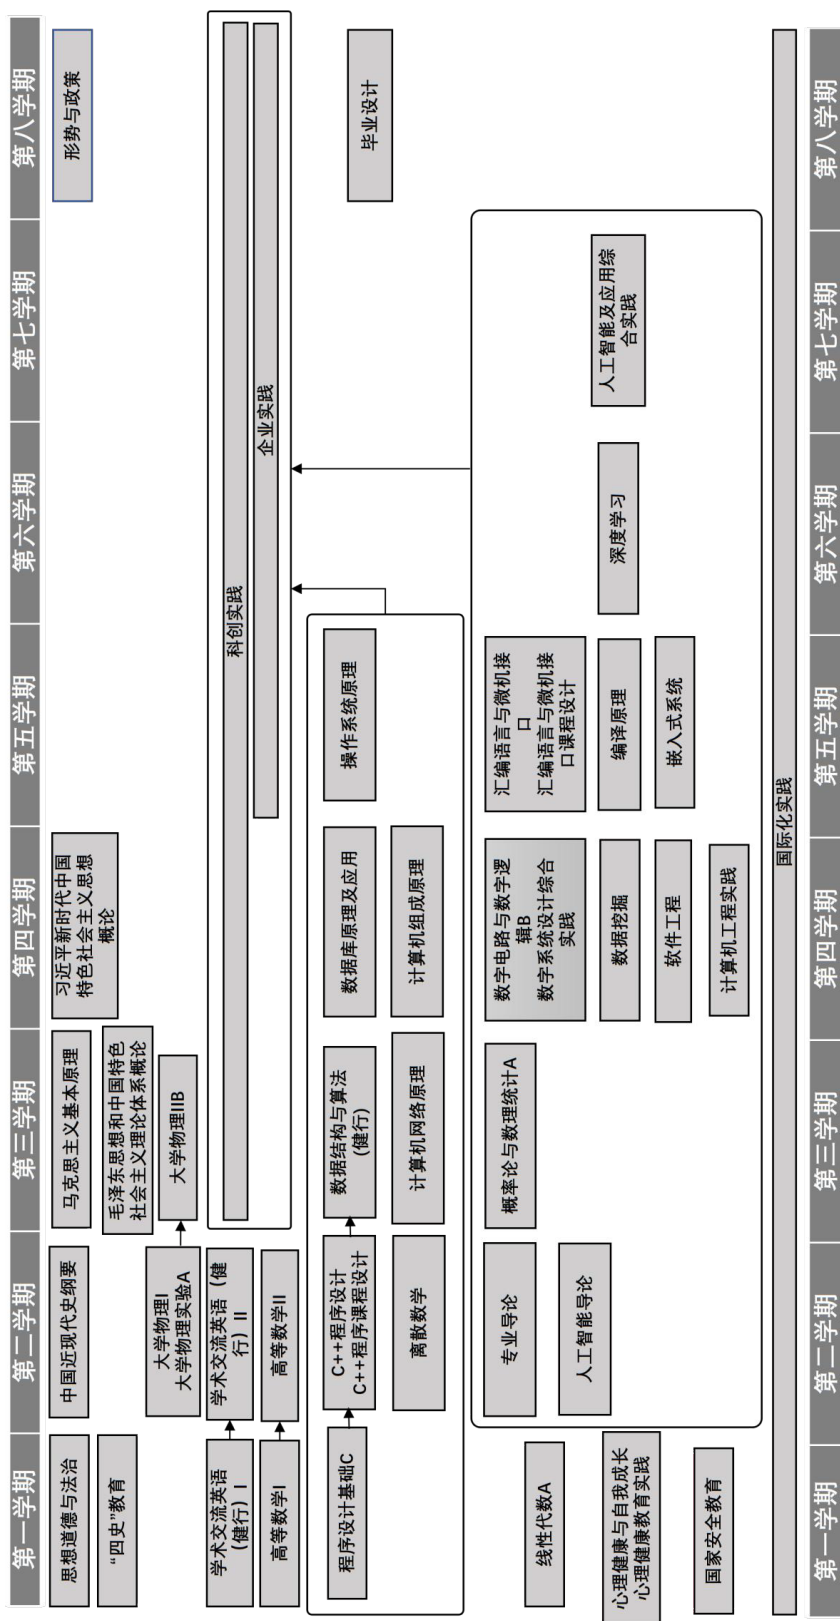 第一学期
第二学期
第三学期
第四学期
第五学期
第六学期
第七学期
第八学期
思想道德与法治
中国近现代史纲要
马克思主义基本原理
习近平新时代中国
特色社会主义思想
概论
形势与政策
“四史”教育
毛泽东思想和中国特色
社会主义理论体系概论
大学物理I
大学物理实验A
大学物理IIB
学术交流英语
(健行) I
学术交流英语 (健
行) II
科创实践
高等数学I
高等数学II
企业实践
程序设计基础C
C++程序设计
C++程序课程设计
数据结构与算法
(健行)
数据库原理及应用
操作系统原理
毕业设计
离散数学
计算机网络原理
计算机组成原理
线性代数A
专业导论
概率论与数理统计A
数字电路与数字逻
辑B
数字系统设计综合
实践
汇编语言与微机接
口
汇编语言与微机接
口课程设计
人工智能导论
数据挖掘
编译原理
深度学习
人工智能及应用综
合实践
心理健康与自我成长
心理健康教育实践
软件工程
嵌入式系统
国家安全教育
计算机工程实践
国际化实践
第一学期
第二学期
第三学期
第四学期
第五学期
第六学期
第七学期
第八学期